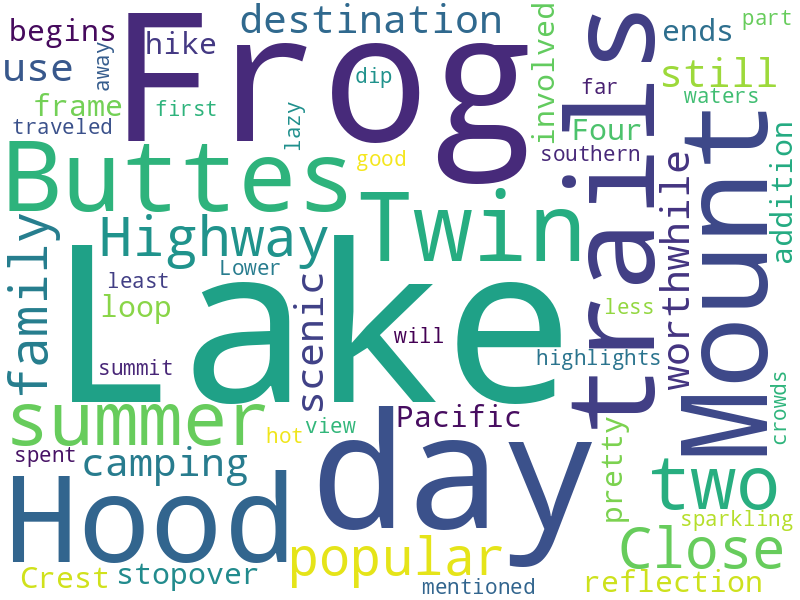 begins
Frog
destination
involved
trails
ends
part
hike
away
use
dip
far
still
waters
frame
first
lazy
Four
traveled
good
southern
Mount
addition
Buttes
Twin
worthwhile
Highway
family
Lower
least
Lake
scenic
loop
will
less
summit
highlights
crowds
summer
Pacific
view
hot
pretty
spent
camping
day
two
Hood
popular
sparkling
Close
Crest
stopover
mentioned
reflection